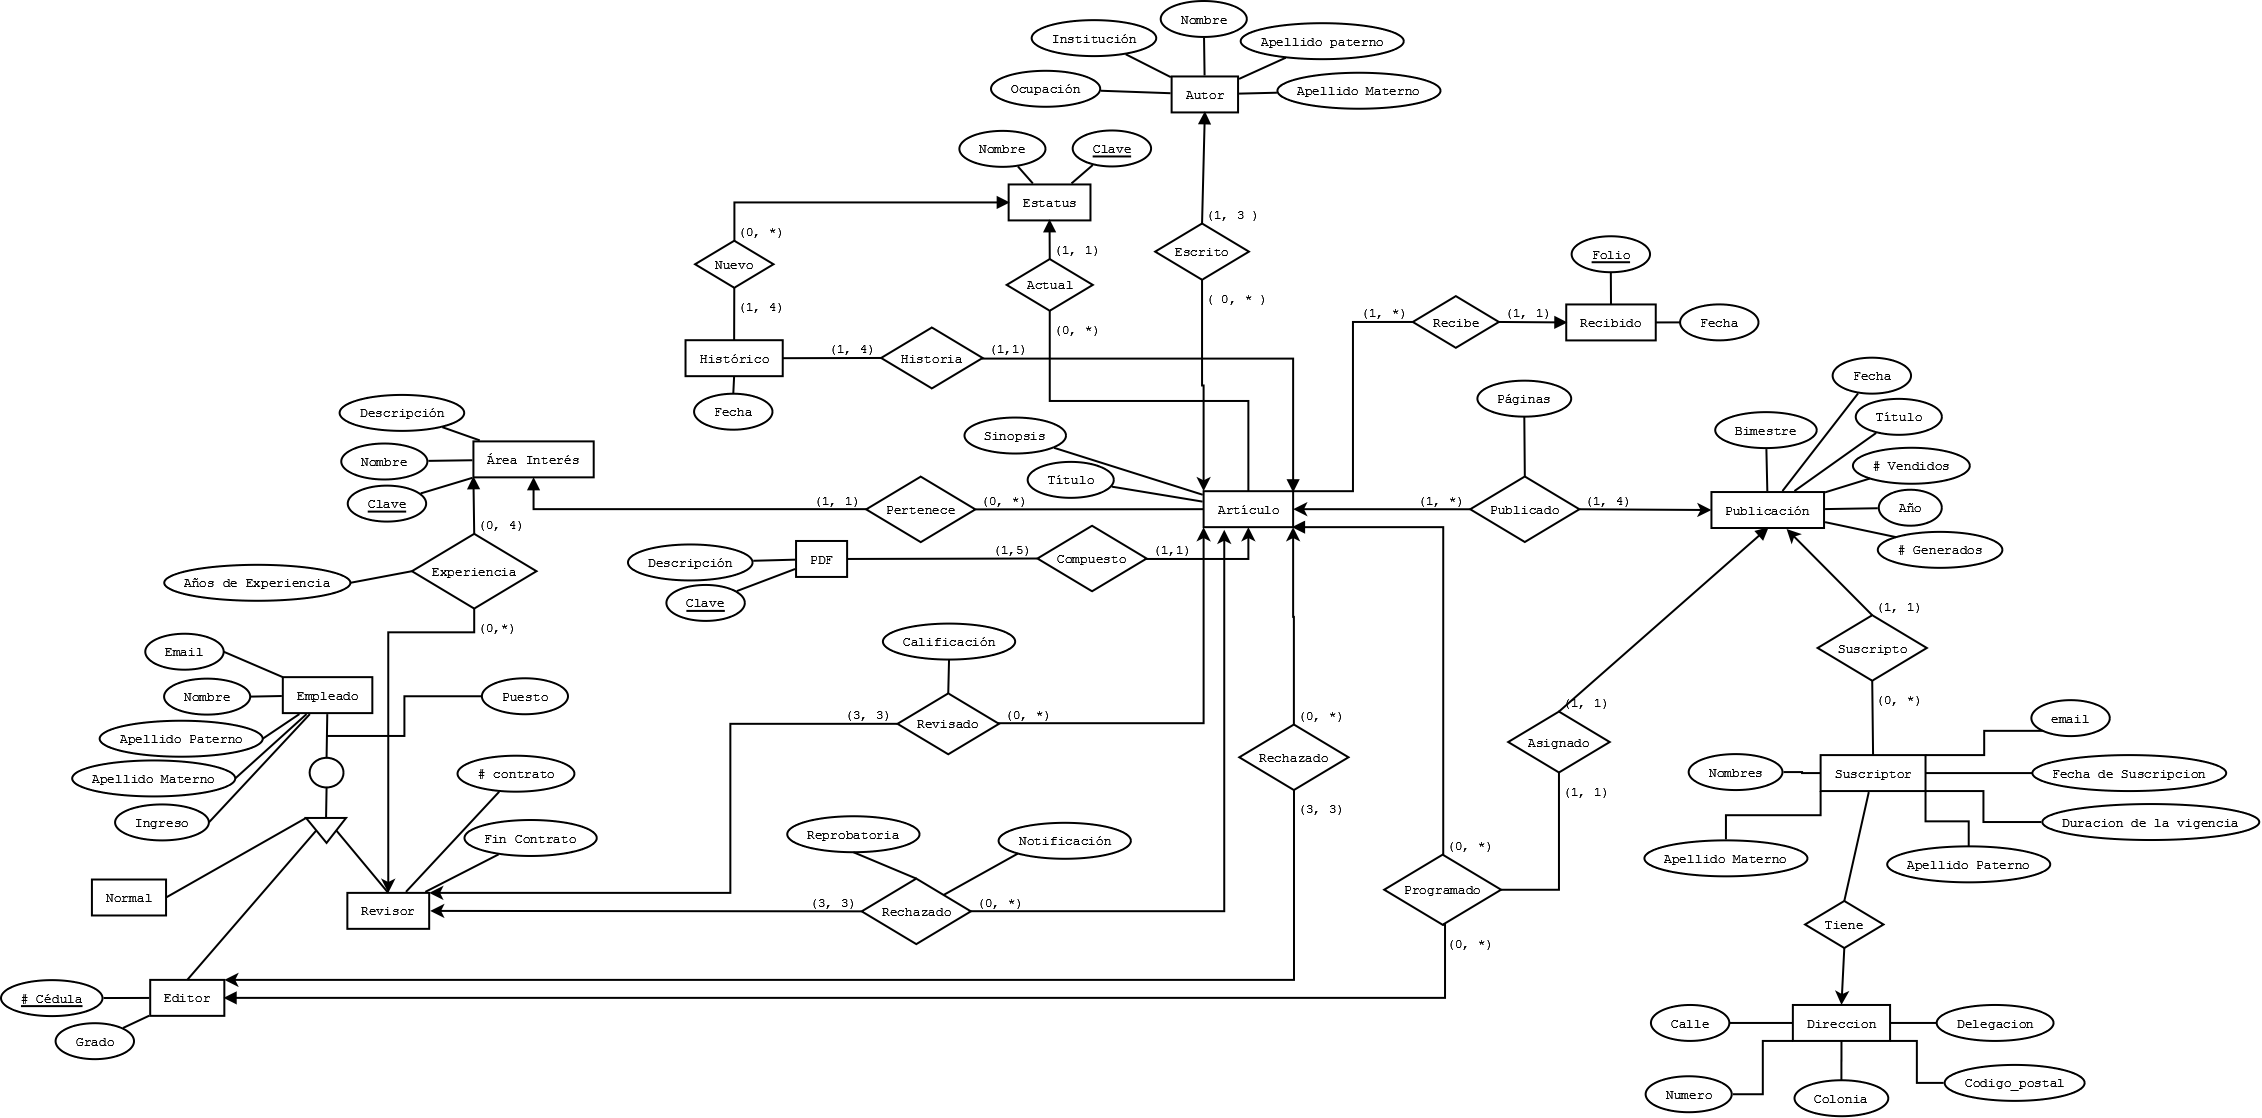 Nombre
Institución
Apellido paterno
Ocupación
Autor
Apellido Materno
Nombre
Clave
Estatus
(1, 3 )
(0, *)
Nuevo
(1, 1)
Escrito
Folio
Actual
( 0, * )
(1, 4)
(0, *)
(1, *)
Recibe
(1, 1)
Recibido
Fecha
Histórico
(1, 4)
Historia
(1,1)
Fecha
Páginas
Fecha
Descripción
Sinopsis
Bimestre
Título
Nombre
Área Interés
Título
# Vendidos
Clave
(1, 1)
Pertenece
(0, *)
Artículo
(1, *)
Publicado
(1, 4)
Publicación
Año
(0, 4)
# Generados
Descripción
PDF
(1,5)
Compuesto
(1,1)
Años de Experiencia
Experiencia
Clave
(0,*)
(1, 1)
Email
Calificación
Suscripto
Nombre
Empleado
Puesto
(0, *)
Apellido Paterno
(3, 3)
Revisado
(0, *)
(0, *)
(1, 1)
email
Asignado
Apellido Materno
# contrato
Rechazado
Nombres
Suscriptor
Fecha de Suscripcion
(1, 1)
Ingreso
Fin Contrato
Reprobatoria
Notificación
(3, 3)
Duracion de la vigencia
(0, *)
Apellido Materno
Apellido Paterno
Normal
Revisor
(3, 3)
Rechazado
(0, *)
Programado
Tiene
(0, *)
# Cédula
Editor
Grado
Calle
Direccion
Delegacion
Numero
Colonia
Codigo_postal